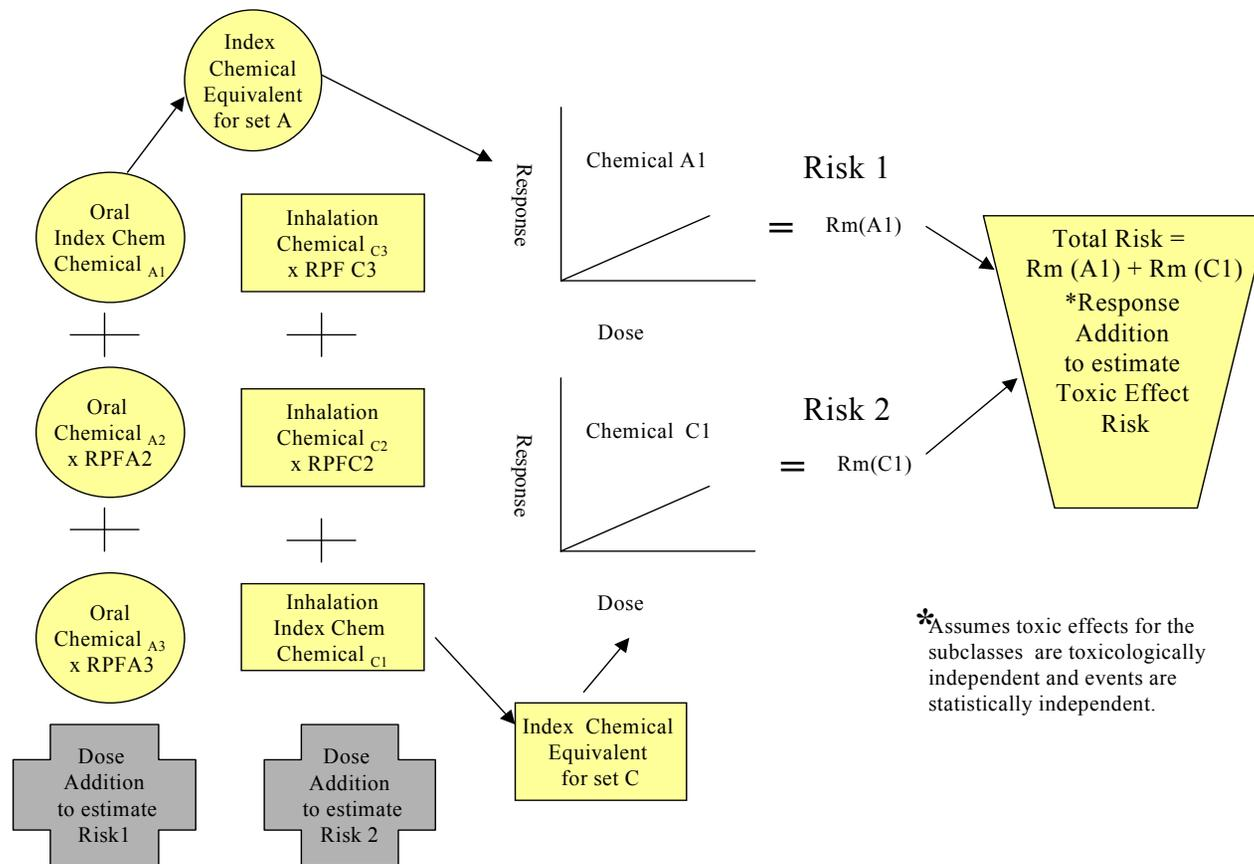 Index
Chemical
Equivalent
for set A
Oral
Index Chem
Chemical A1
Oral
Chemical A2
x RPFA2
Oral
Chemical A3
x RPFA3
Dose
Addition
to estimate
Risk1
Inhalation
Chemical C3
x RPF C3
Inhalation
Chemical C2
x RPFC2
Inhalation
Index Chem
Chemical C1
Dose
Addition
to estimate
Risk 2
Index Chemical
Equivalent
for set C
Response
Chemical A1
Dose
=
Risk 1
Rm(A1)
Response
Chemical C1
Dose
=
Risk 2
Rm(C1)
Total Risk =
Rm (A1) + Rm (C1)
*Response
Addition
to estimate
Toxic Effect
Risk
*Assumes toxic effects for the
subclasses are toxicologically
independent and events are
statistically independent.